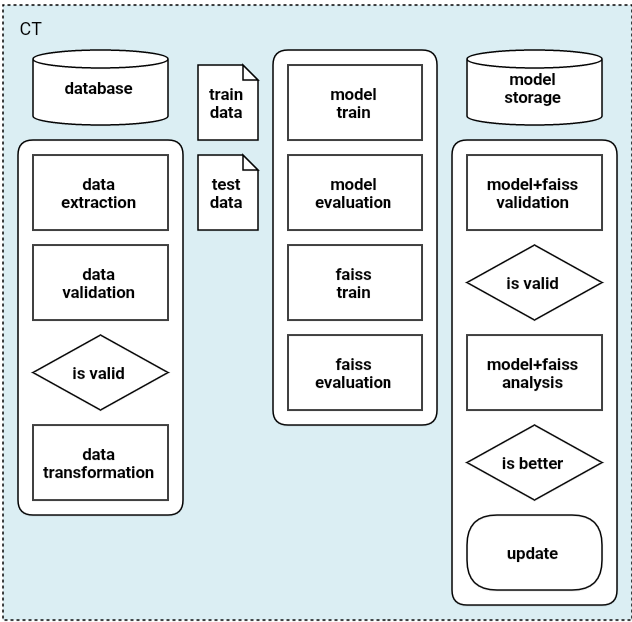 CT
database
data
extraction
data
validation
is valid
data
transformation
train
data
test
data
model
train
model
evaluation
faiss
train
faiss
evaluation
model
storage
model+faiss
validation
is valid
model+faiss
analysis
is better
update